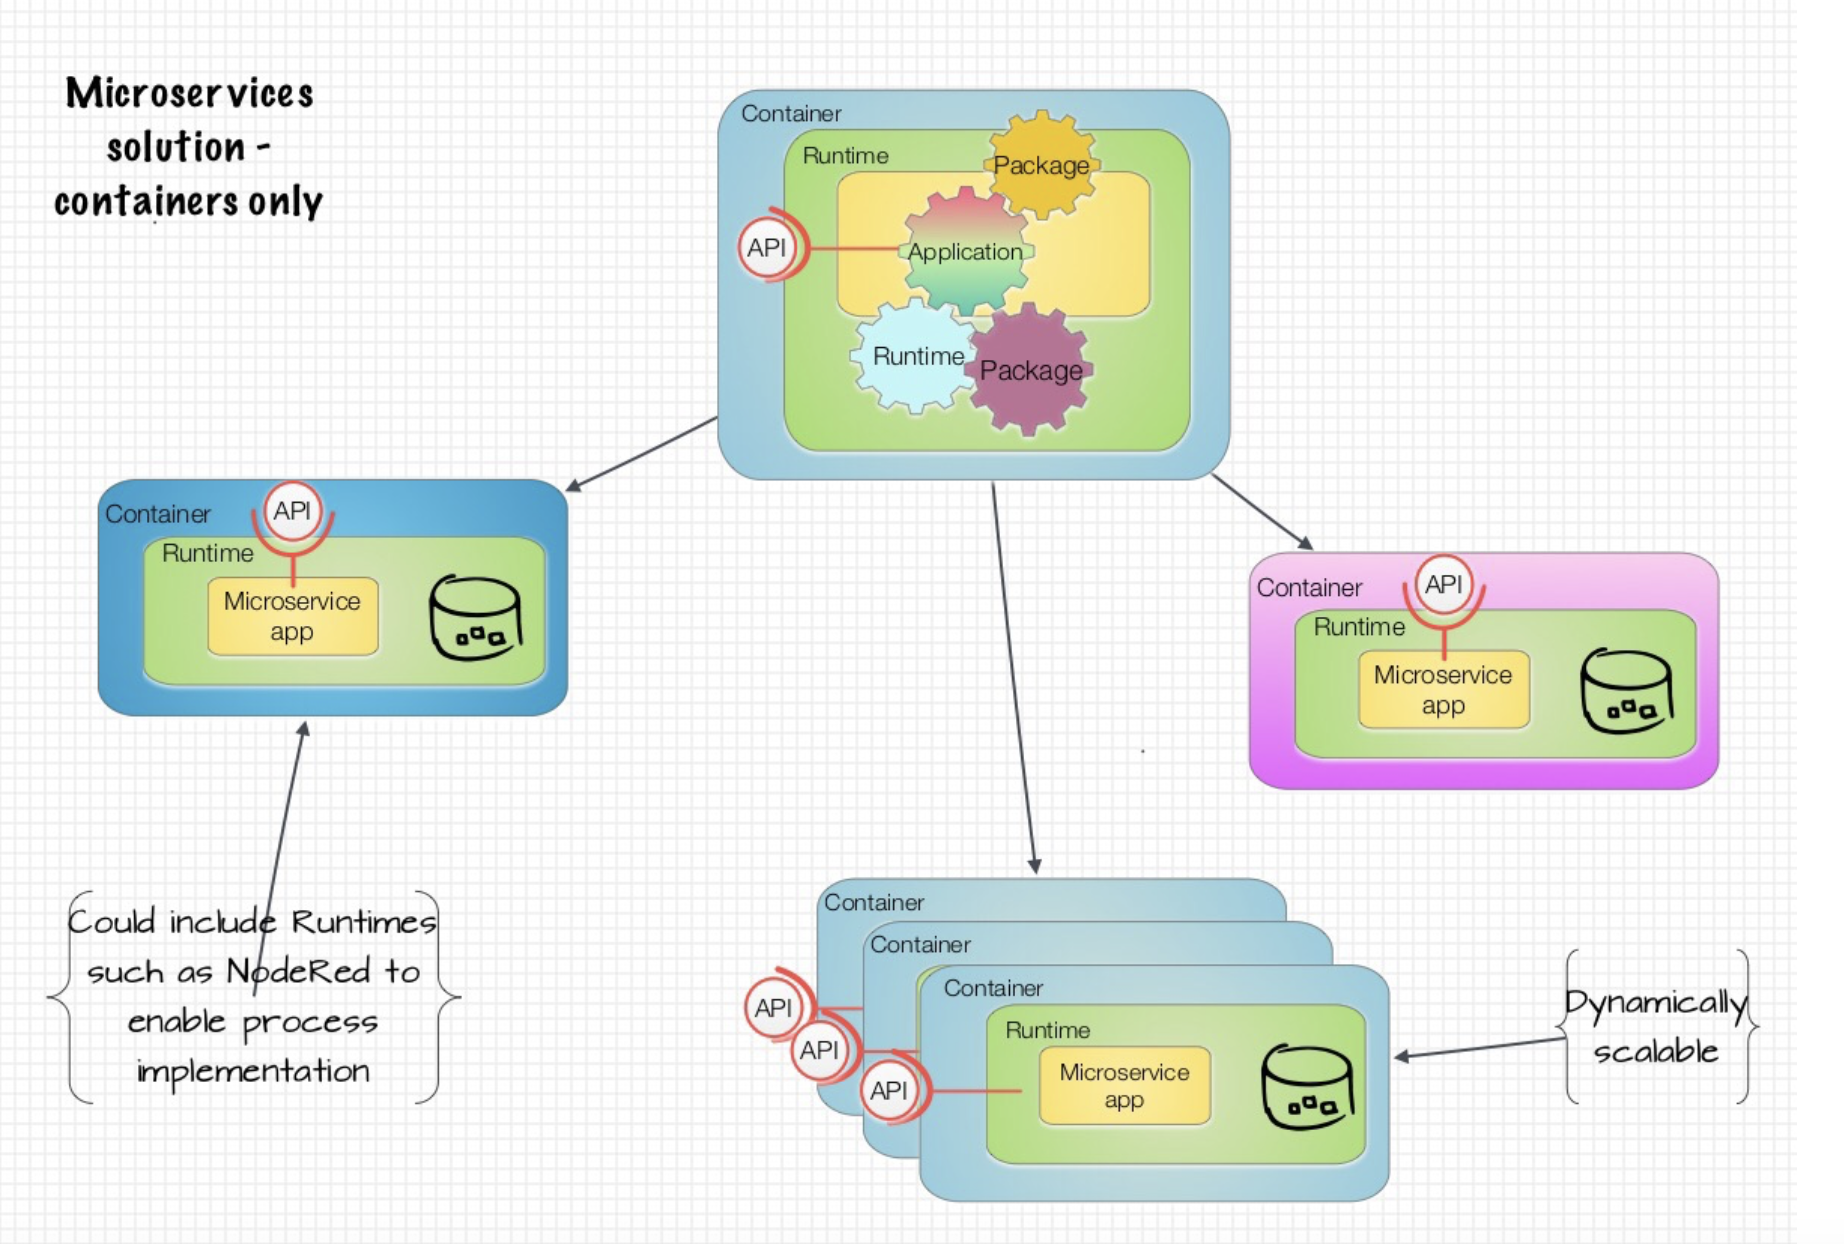 Microservices
solution -
containers only
Container
Runtime
Package
API
Application
Runtime
Package
Container
API
Runtime
Microservice
app
Container
API
Runtime
Microservice
app
Could include Runtimes
such as NodeRed to
enable process
implementation
Container
Container
Container
API
API
API
Runtime
Microservice
app
Dynamically
scalable